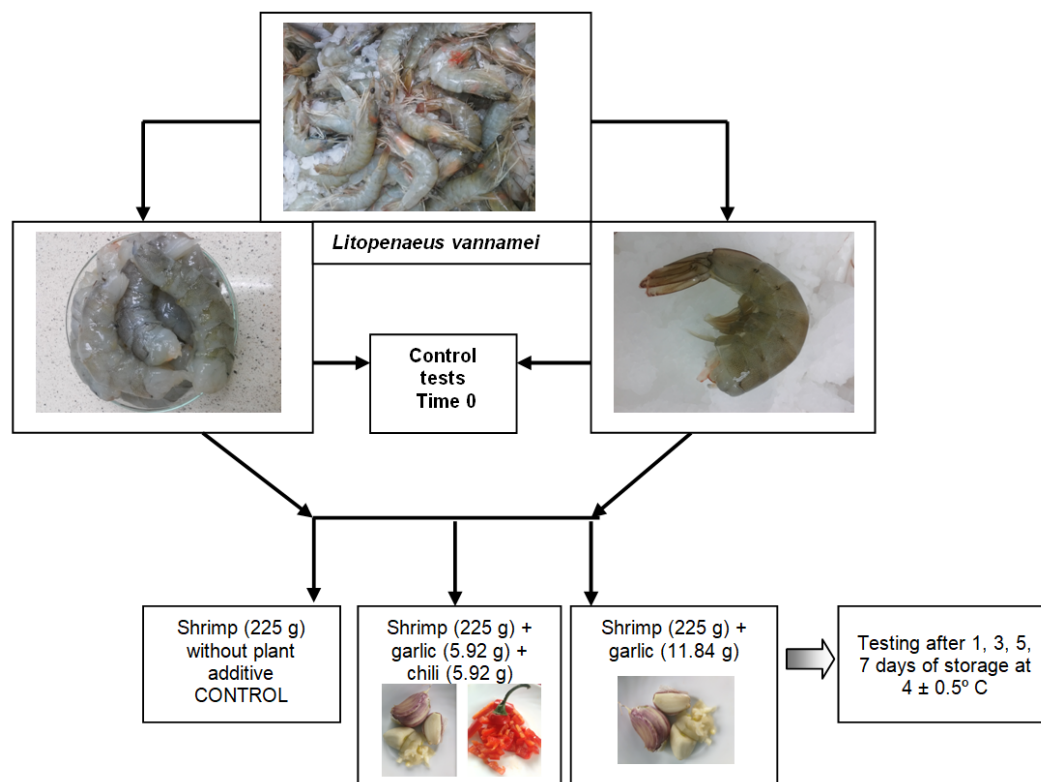 Litopenaeus vannamei
Control
tests
Time 0
Shrimp (225 g)
without plant
additive
CONTROL
Shrimp (225 g) +
garlic (5.92 g) +
chili (5.92 g)
Shrimp (225 g) +
garlic (11.84 g)
Testing after 1, 3, 5,
7 days of storage at
4 ± 0.5º C